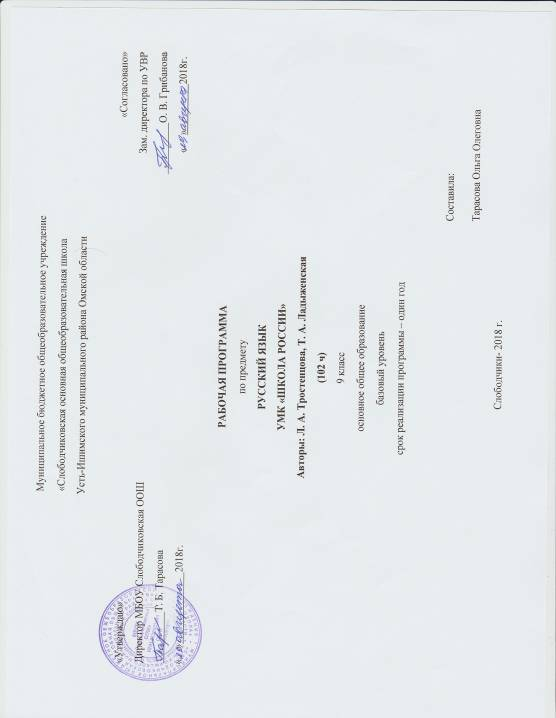 Муниципальное бюджетное общеобразовательное учреждение
«Слободчиковская основная общеобразовательная школа
Усть-Ишимского муниципального района Омской области
«Утверждаю»
Директор МБОУ Слободчиковская ООШ
Т. Б. Тарасова
2018г.
«Согласовано»
Зам. директора по УВР
О. В. Грибанова
2018г.
РАБОЧАЯ ПРОГРАММА
по предмету
РУССКИЙ ЯЗЫК
УМК «ШКОЛА РОССИИ»
Авторы: Л. А. Тростенцова, Т. А. Ладыженская
(102 ч)
9 класс
основное общее образование
базовый уровень
срок реализации программы – один год
Составила:
Тарасова Ольга Олеговна
Слободчики- 2018 г.